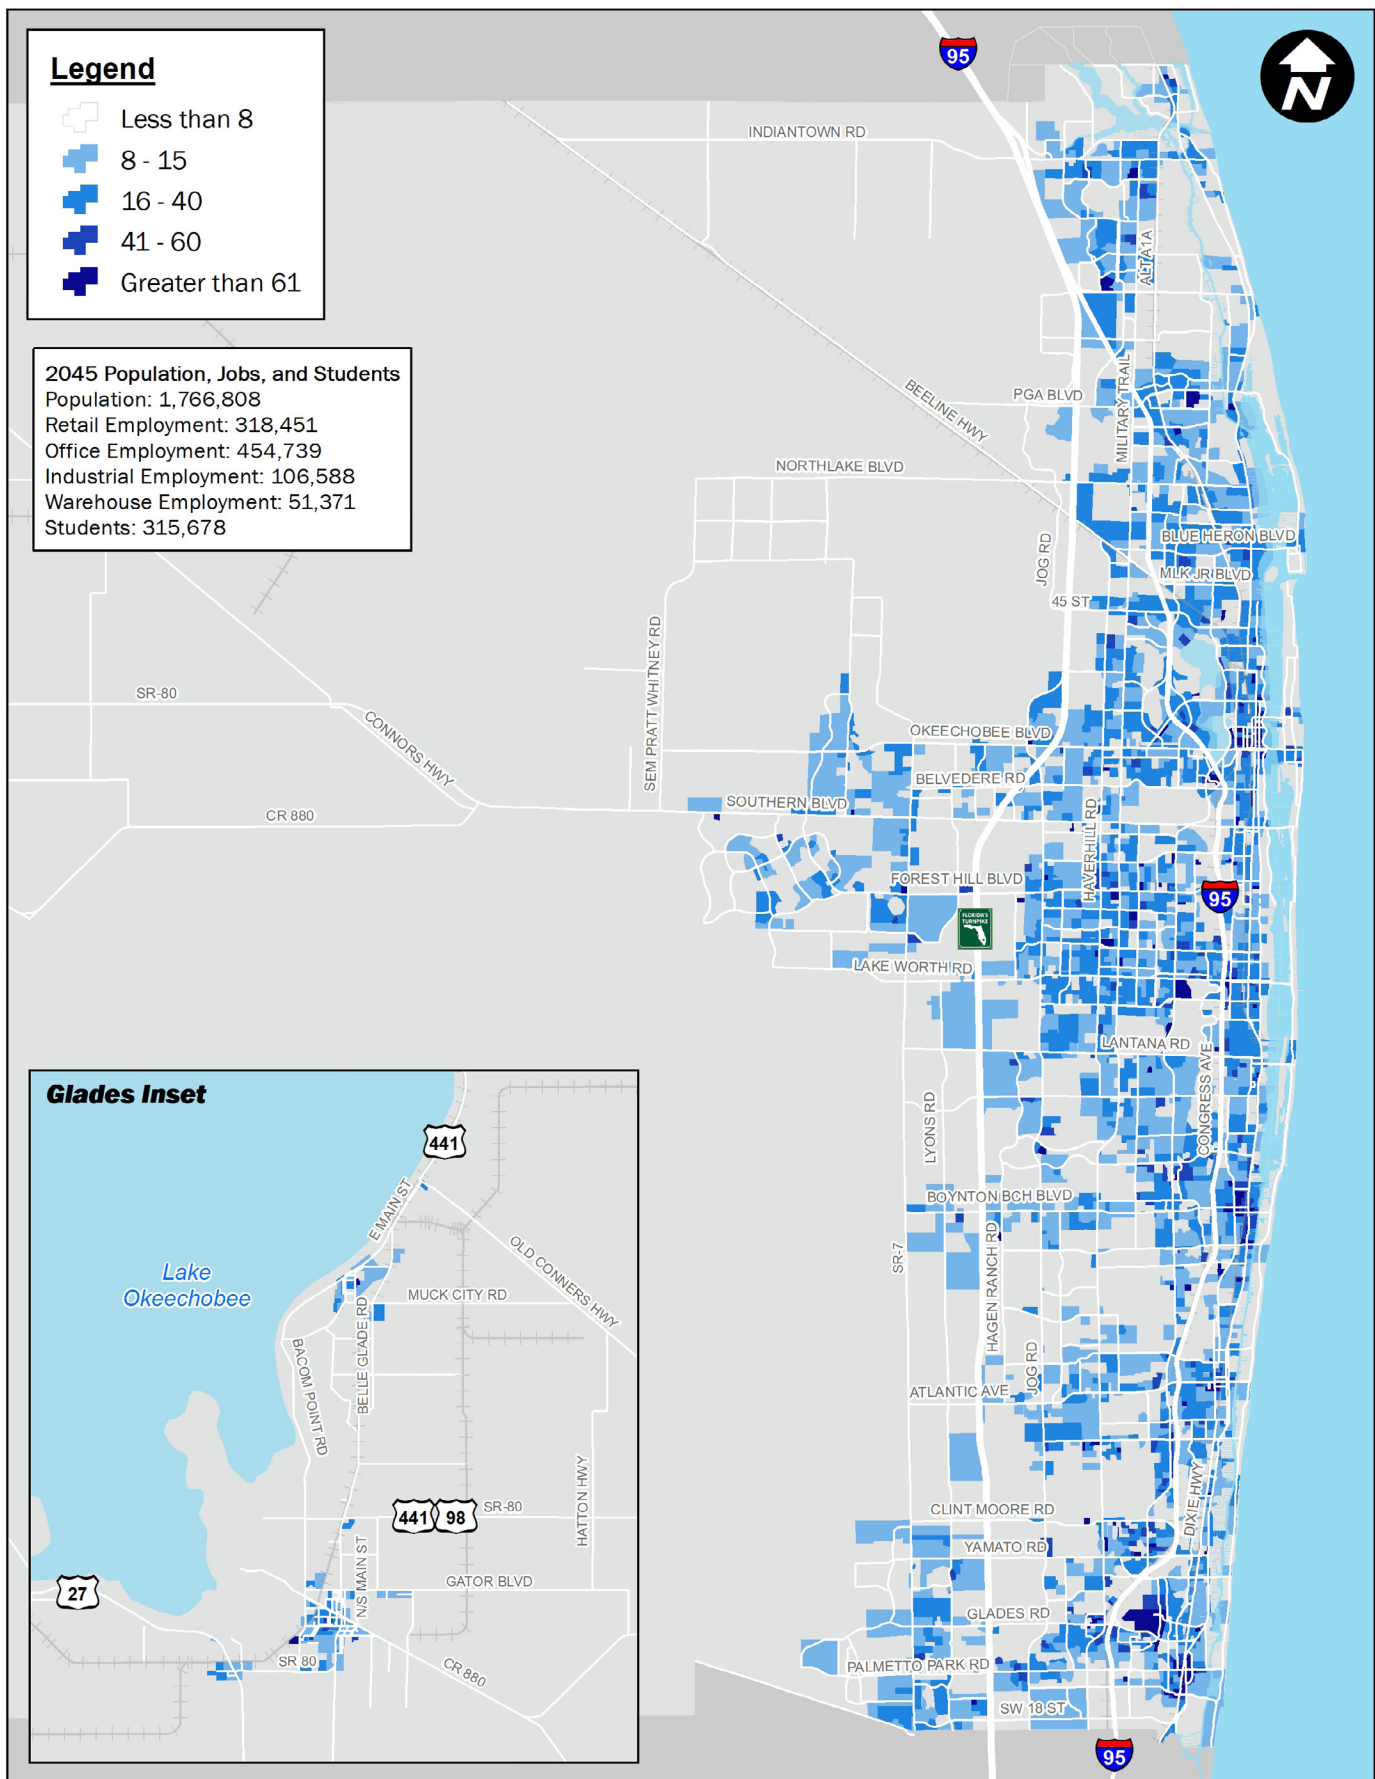 95
N
Legend
Less than 8
8 - 15
16 - 40
41 - 60
Greater than 61
INDIANTOWN RD
ALT A1A
2045 Population, Jobs, and Students
Population: 1,766,808
Retail Employment: 318,451
Office Employment: 454,739
Industrial Employment: 106,588
Warehouse Employment: 51,371
Students: 315,678
MILITARY TRAIL
BEELINE HWY
PGA BLVD
NORTHLAKE BLVD
BLUE HERON BLVD
JOG RD
MLK JR BLVD
45 ST
SEM PRATT WHITNEY RD
SR-80
CONNORS HWY
OKEECHOBEE BLVD
BELVEDERE RD
SOUTHERN BLVD
CR 880
HAVERHILL RD
FOREST HILL BLVD
95
FLORIDA'S
TURNPIKE
LAKE WORTH RD
LANTANA RD
CONGRESS AVE
LYONS RD
BOYNTON BCH BLVD
SR-7
HAGEN RANCH RD
JOG RD
ATLANTIC AVE
DIXIE HWY
CLINT MOORE RD
YAMATO RD
GLADES RD
PALMETTO PARK RD
SW 18 ST
95
Glades Inset
441
E MAIN ST
Lake
Okeechobee
OLD CONNERS HWY
MUCK CITY RD
BELLE GLADE RD
BACOM POINT RD
HATTON HWY
441
98
SR-80
N/S MAIN ST
27
GATOR BLVD
SR 80
CR 880